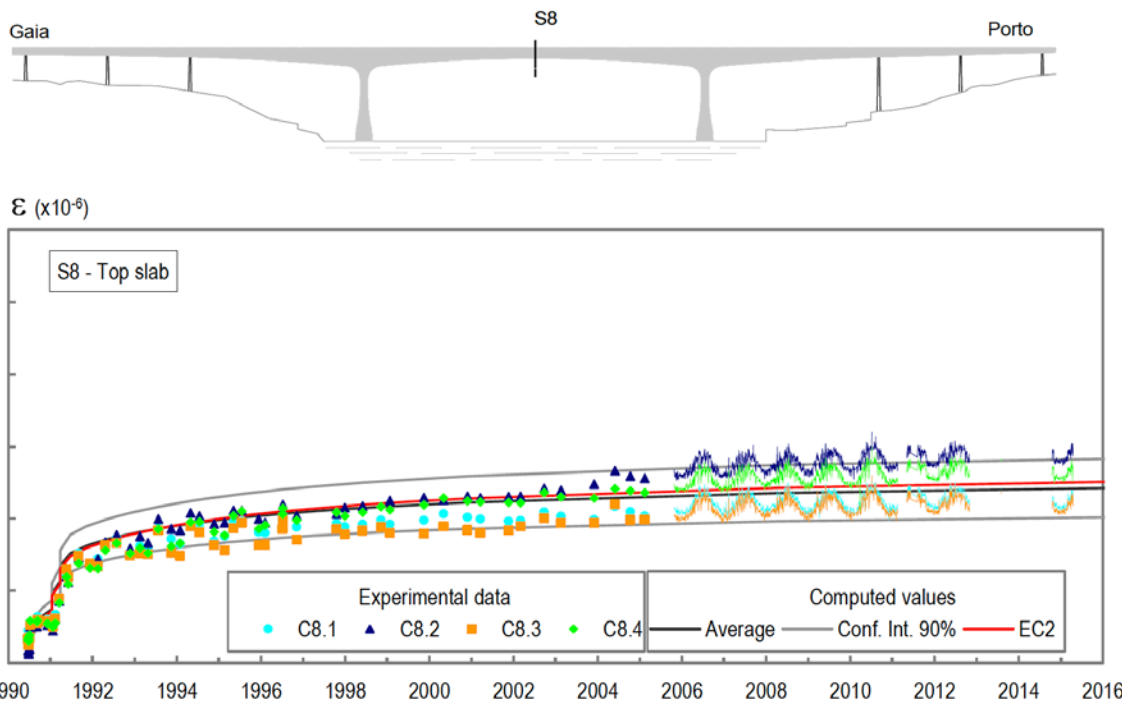 S8
Gaia
Porto
ε (x10⁻⁶)
S8 - Top slab
Experimental data
Computed values
C8.1 C8.2 C8.3 C8.4 Average Conf. Int. 90% EC2
990 1992 1994 1996 1998 2000 2002 2004 2006 2008 2010 2012 2014 2016